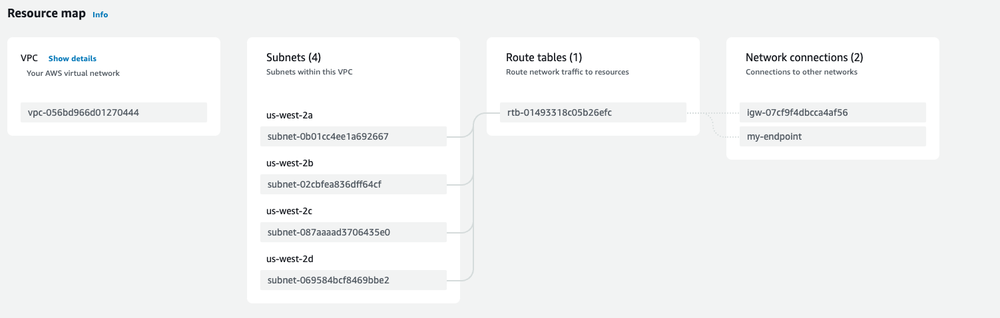 Resource map Info
VPC Show details
Your AWS virtual network
vpc-056bd966d01270444
Subnets (4)
Subnets within this VPC
us-west-2a
subnet-0b01cc4ee1a692667
us-west-2b
subnet-02cbfea836dff64cf
us-west-2c
subnet-087aaaad3706435e0
us-west-2d
subnet-069584bcf8469bbe2
Route tables (1)
Route network traffic to resources
rtb-01493318c05b26efc
Network connections (2)
Connections to other networks
igw-07cf9f4dbcca4af56
my-endpoint